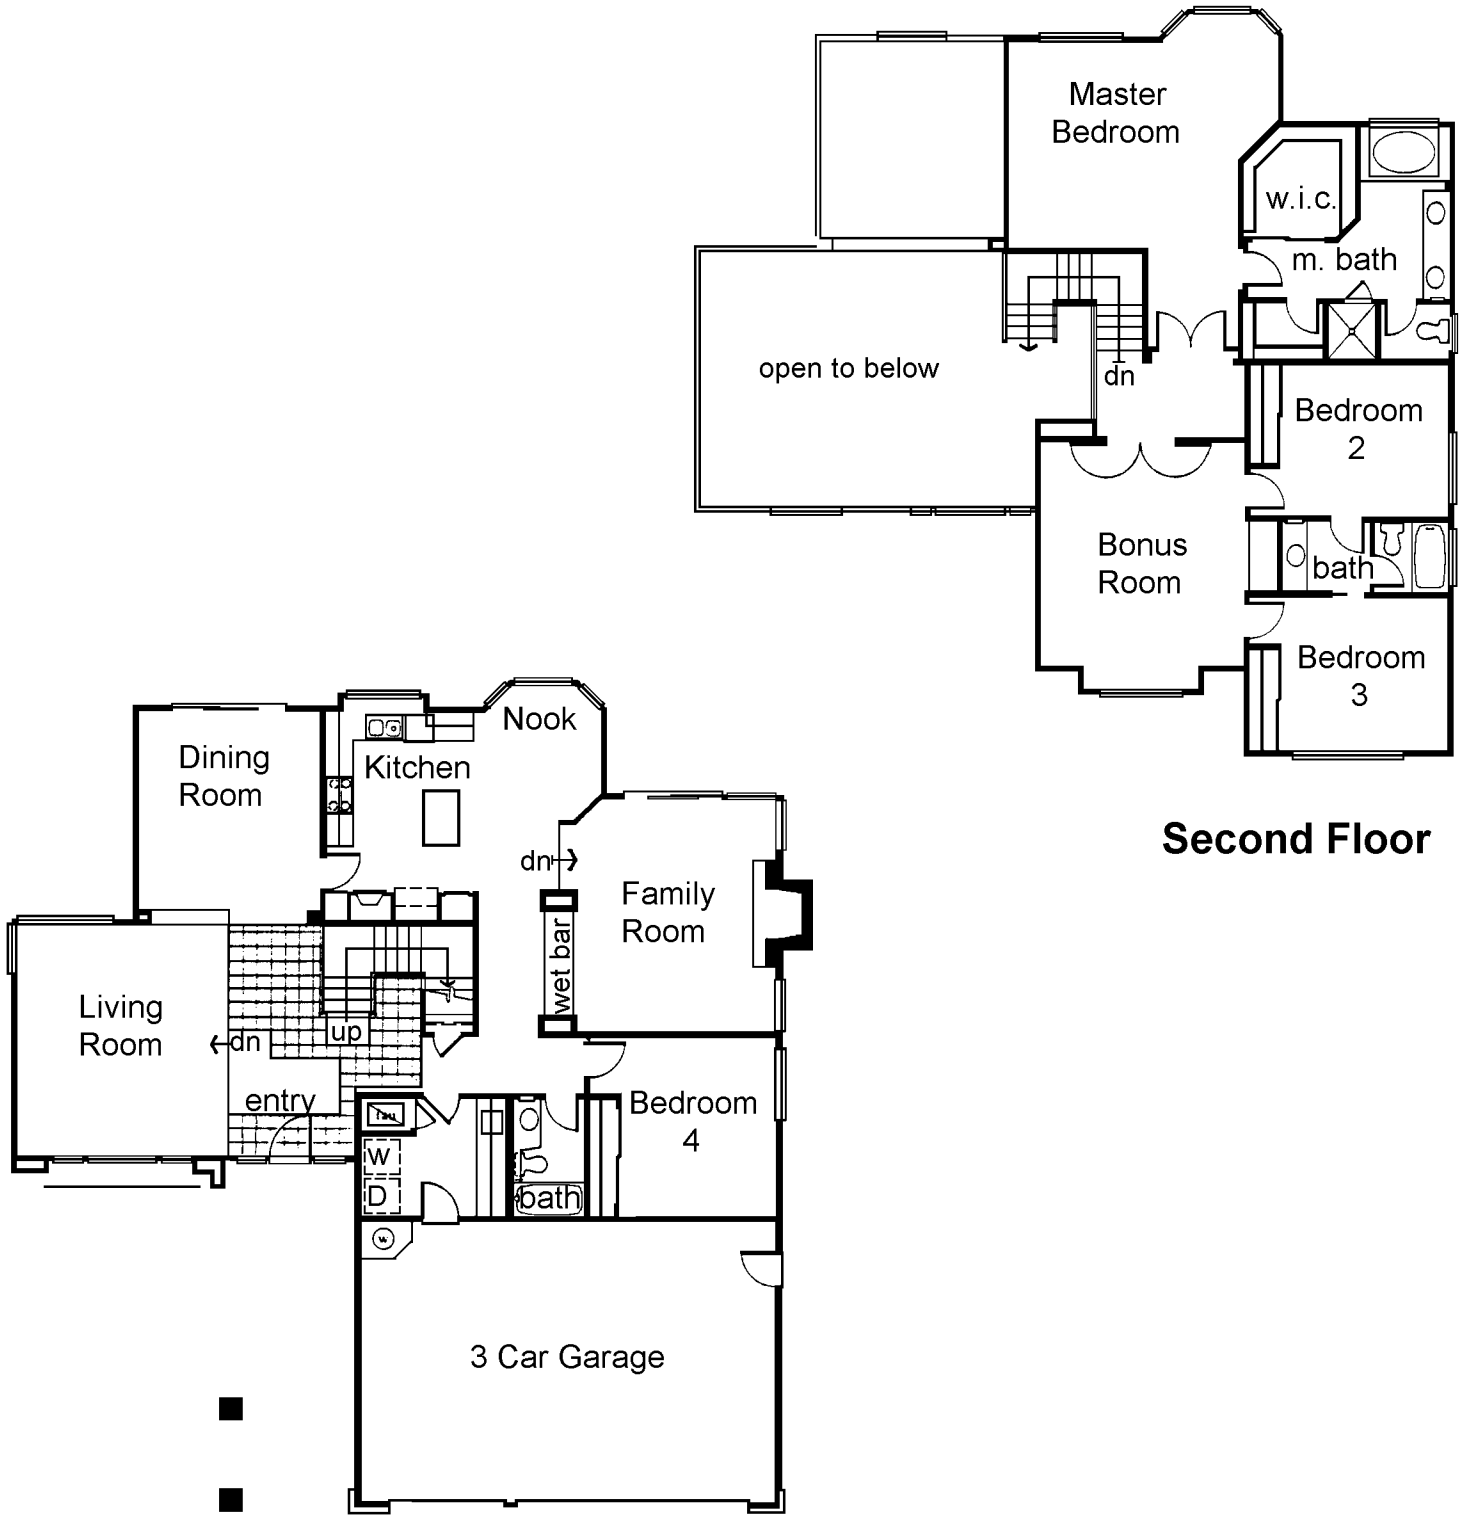 Master
Bedroom
w.i.c.
m. bath
open to below
dn
Bedroom
2
Bonus
Room
bath
Bedroom
3
Second Floor
Nook
Dining
Room
Kitchen
dn
Family
Room
wet bar
Living
Room
dn
up
entry
Bedroom
4
fau
W
D
bath
w
3 Car Garage